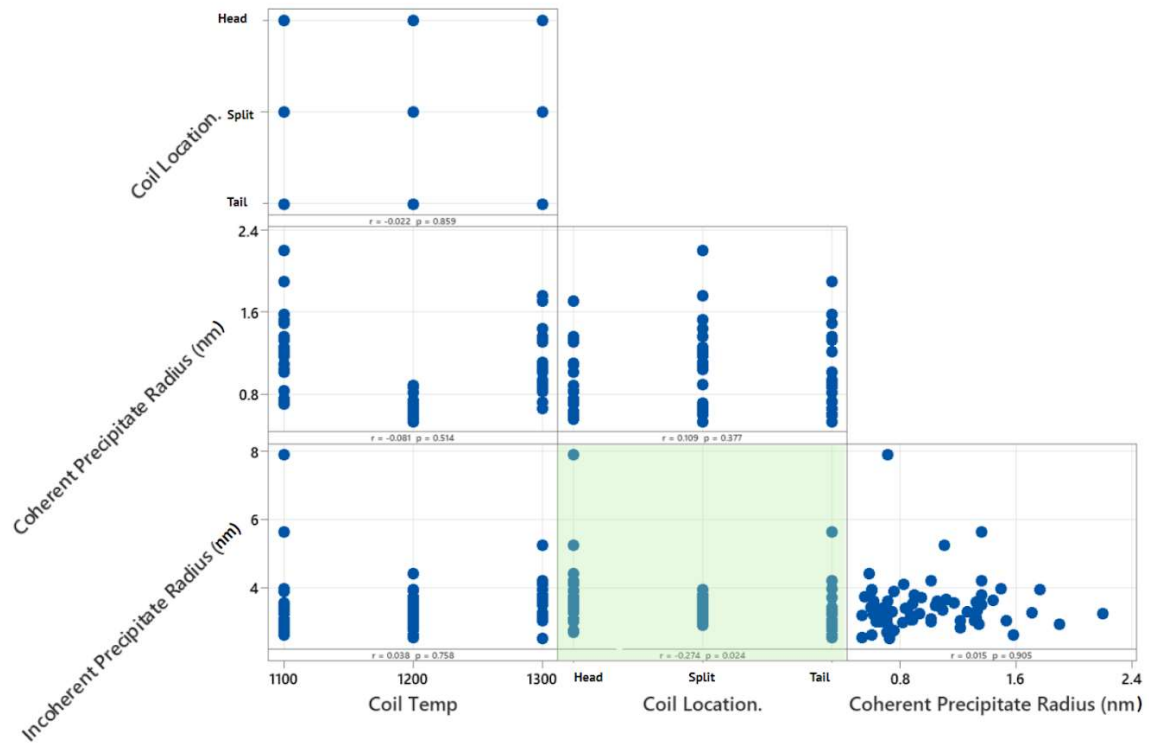 Head
Split
Tail
Coil Location.
r = -0.022 p = 0.859
2.4
1.6
0.8
Coherent Precipitate Radius (nm)
r = -0.081 p = 0.514
r = 0.109 p = 0.377
8
6
4
Incoherent Precipitate Radius (nm)
r = 0.038 p = 0.758
r = -0.274 p = 0.024
r = 0.015 p = 0.905
1100 1200 1300 Head Split Tail 0.8 1.6 2.4
Coil Temp Coil Location. Coherent Precipitate Radius (nm)